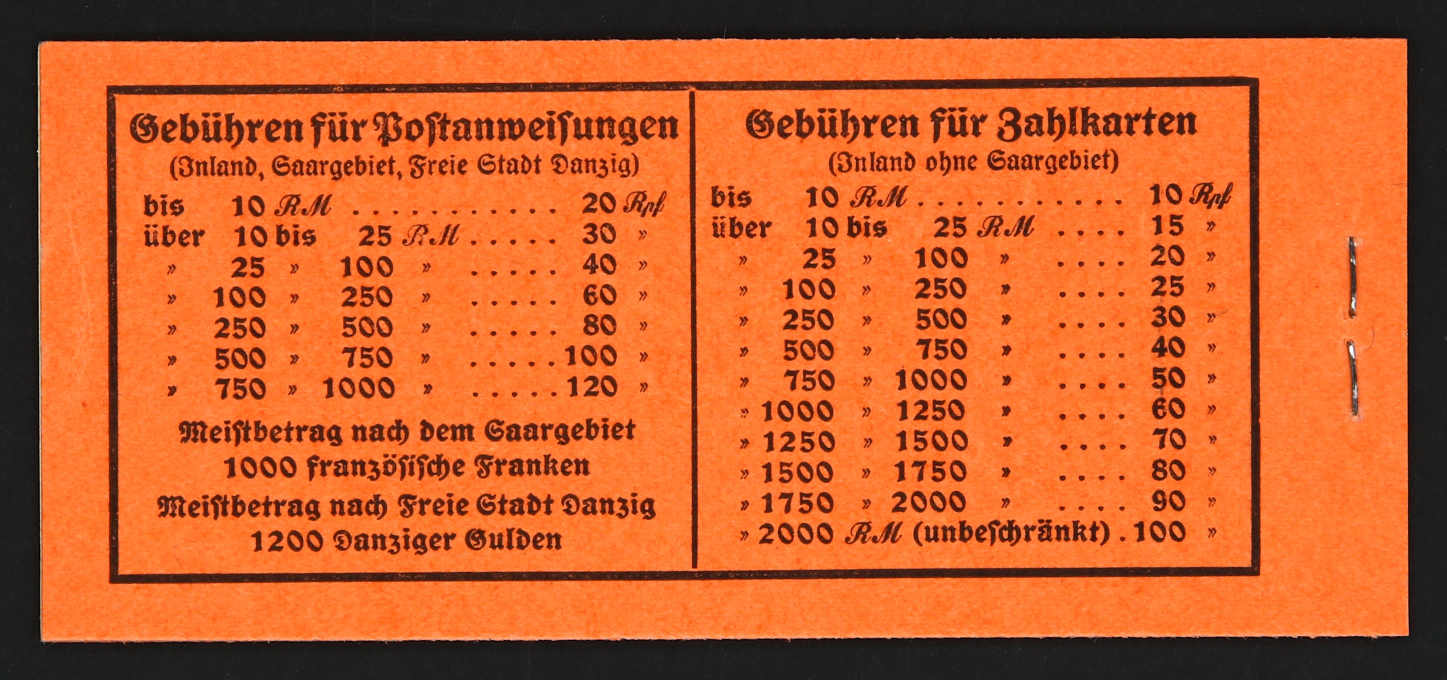 Gebühren für Postanweisungen
(Inland, Saargebiet, Freie Stadt Danzig)
bis 10 RM . . . . . . . . . . . 20 Rpf
über 10 bis 25 RM . . . . . 30 "
" 25 " 100 " . . . . . 40 "
" 100 " 250 " . . . . . 60 "
" 250 " 500 " . . . . . 80 "
" 500 " 750 " . . . . . 100 "
" 750 " 1000 " . . . . . 120 "
Meistbetrag nach dem Saargebiet
1000 französische Franken
Meistbetrag nach Freie Stadt Danzig
1200 Danziger Gulden
Gebühren für Zahlkarten
(Inland ohne Saargebiet)
bis 10 RM . . . . . . . . . . . . 10 Rpf
über 10 bis 25 RM . . . . 15 "
" 25 " 100 " . . . . 20 "
" 100 " 250 " . . . . 25 "
" 250 " 500 " . . . . 30 "
" 500 " 750 " . . . . 40 "
" 750 " 1000 " . . . . 50 "
" 1000 " 1250 " . . . . 60 "
" 1250 " 1500 " . . . . 70 "
" 1500 " 1750 " . . . . 80 "
" 1750 " 2000 " . . . . 90 "
" 2000 RM (unbeschränkt) . 100 "